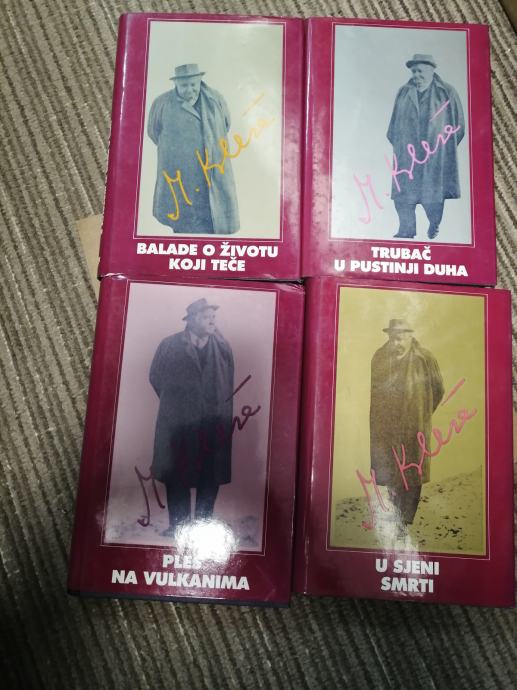 M. Krleža
BALADE O ŽIVOTU
KOJI TEČE
M. Krleža
TRUBAČ
U PUSTINJI DUHA
M. Krleža
PLES
NA VULKANIMA
M. Krleža
U SJENI
SMRTI